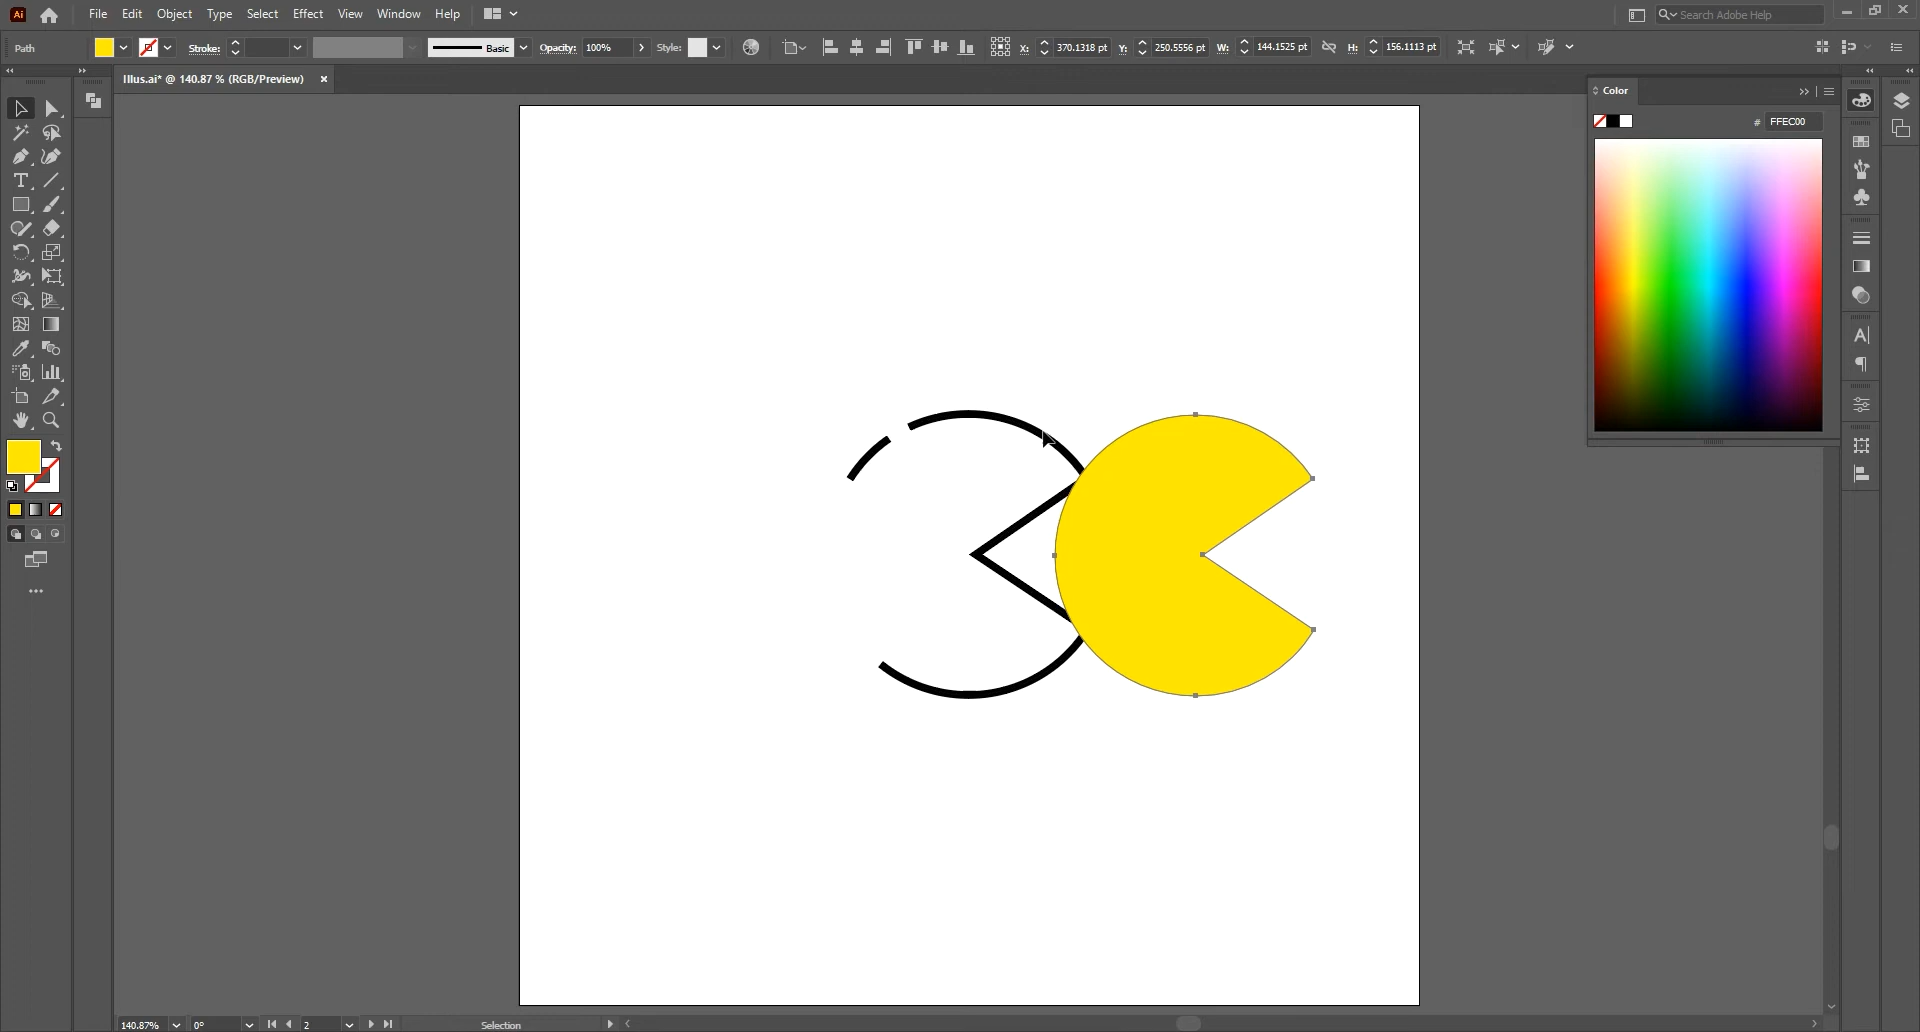 Ai File Edit Object Type Select Effect View Window Help Search Adobe Help
Path Stroke: Basic Opacity: 100% Style: X: 370.1318 pt Y: 250.5556 pt W: 144.1525 pt H: 156.1113 pt
Illus.ai* @ 140.87 % (RGB/Preview) ×
Color
# FFEC00
140.87% 0° 2 Selection